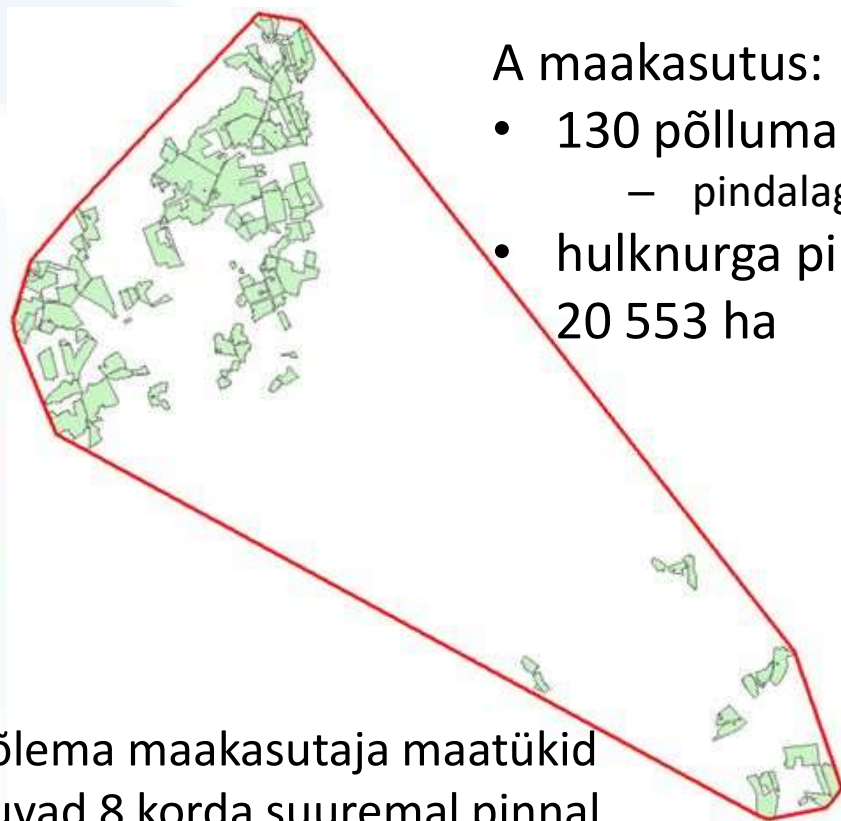 A maakasutus:
• 130 põlluma
– pindalag
• hulknurga pi
20 553 ha
õlema maakasutaja maatükid
uvad 8 korda suuremal pinnal